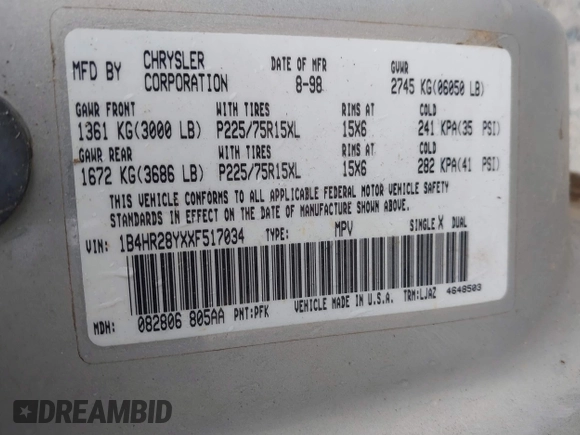 MFD BY CHRYSLER CORPORATION DATE OF MFR 8-98 GVWR 2745 KG(06050 LB)
GAWR FRONT WITH TIRES RIMS AT COLD
1361 KG(3000 LB) P225/75R15XL 15X6 241 KPA(35 PSI)
GAWR REAR WITH TIRES RIMS AT COLD
1672 KG(3686 LB) P225/75R15XL 15X6 282 KPA(41 PSI)
THIS VEHICLE CONFORMS TO ALL APPLICABLE FEDERAL MOTOR VEHICLE SAFETY
STANDARDS IN EFFECT ON THE DATE OF MANUFACTURE SHOWN ABOVE.
VIN: 1B4HR28YXXF517034 TYPE: MPV SINGLE X DUAL
MDH: 082806 805AA PNT:PFK VEHICLE MADE IN U.S.A. TRM:LJAZ 4648503
DREAMBID